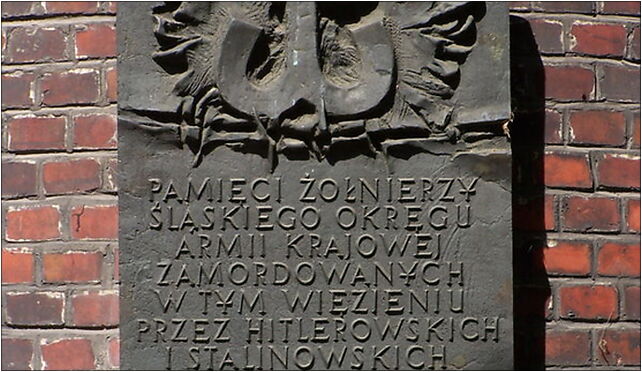 PAMIĘCI ŻOŁNIERZY
ŚLĄSKIEGO OKRĘGU
ARMII KRAJOWEJ
ZAMORDOWANYCH
W TYM WIĘZIENIU
PRZEZ HITLEROWSKICH
I STALINOWSKICH